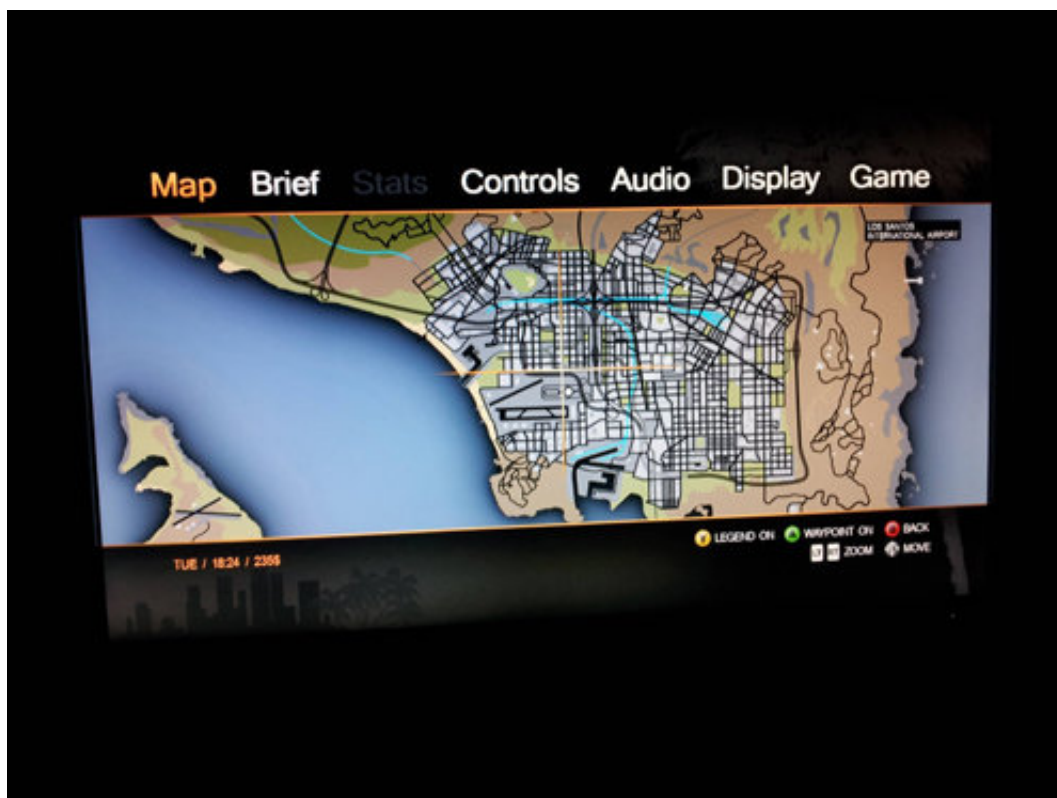 Map Brief Stats Controls Audio Display Game
LOS SANTOS
INTERNATIONAL AIRPORT
LEGEND ON WAYPOINT ON BACK
TUE / 18:24 / 235$
ZOOM MOVE